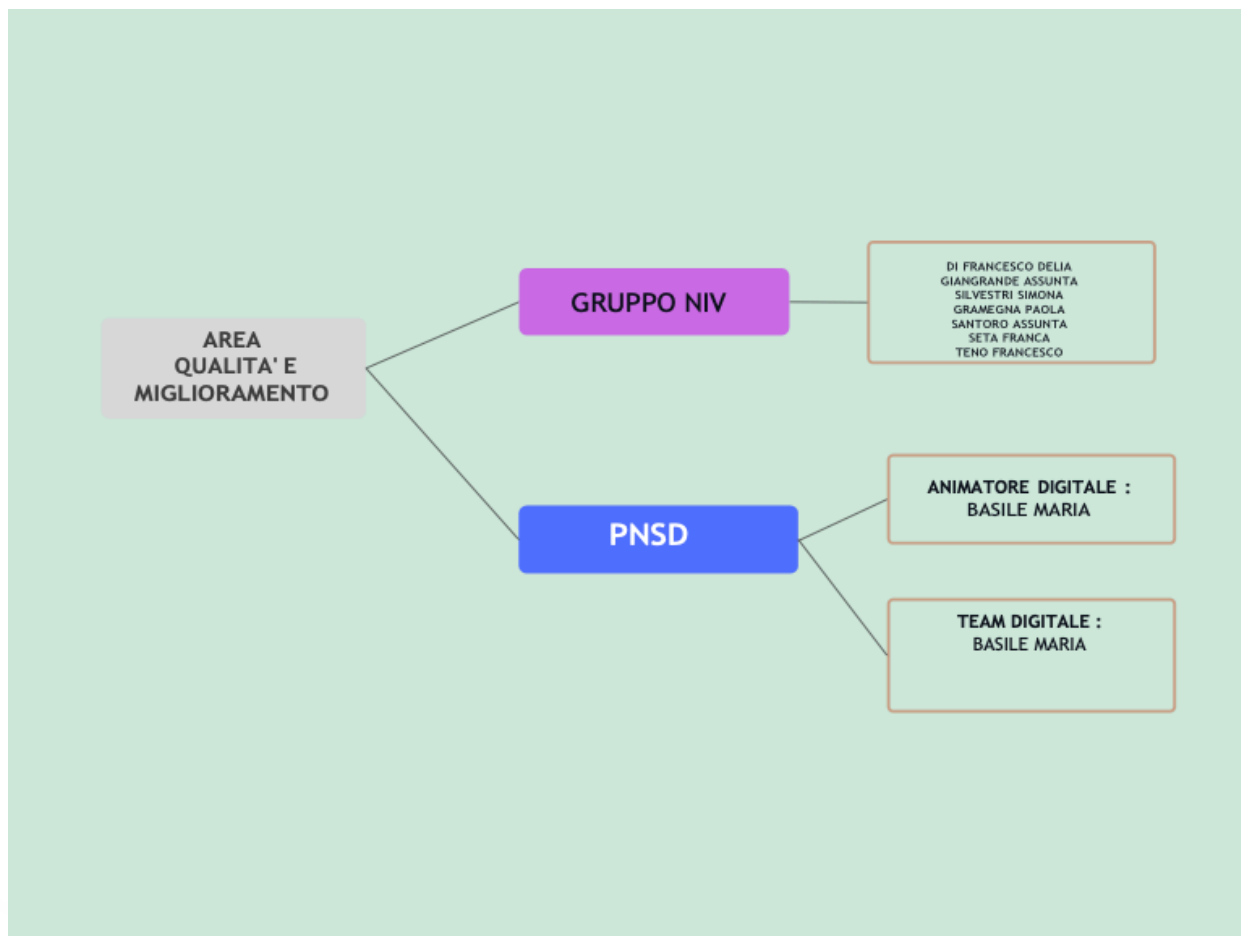 AREA
QUALITA' E
MIGLIORAMENTO
GRUPPO NIV
DI FRANCESCO DELIA
GIANGRANDE ASSUNTA
SILVESTRI SIMONA
GRAMEGNA PAOLA
SANTORO ASSUNTA
SETA FRANCA
TENO FRANCESCO
PNSD
ANIMATORE DIGITALE :
BASILE MARIA
TEAM DIGITALE :
BASILE MARIA